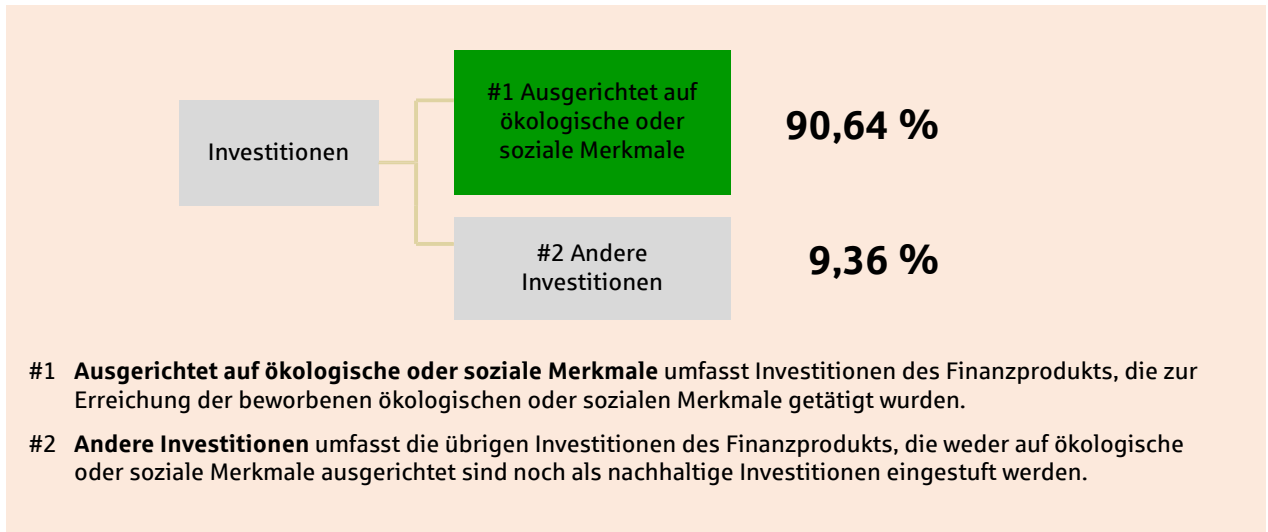 Investitionen
#1 Ausgerichtet auf
ökologische oder
soziale Merkmale
90,64 %
#2 Andere
Investitionen
9,36 %
#1 Ausgerichtet auf ökologische oder soziale Merkmale umfasst Investitionen des Finanzprodukts, die zur
Erreichung der beworbenen ökologischen oder sozialen Merkmale getätigt wurden.
#2 Andere Investitionen umfasst die übrigen Investitionen des Finanzprodukts, die weder auf ökologische
oder soziale Merkmale ausgerichtet sind noch als nachhaltige Investitionen eingestuft werden.